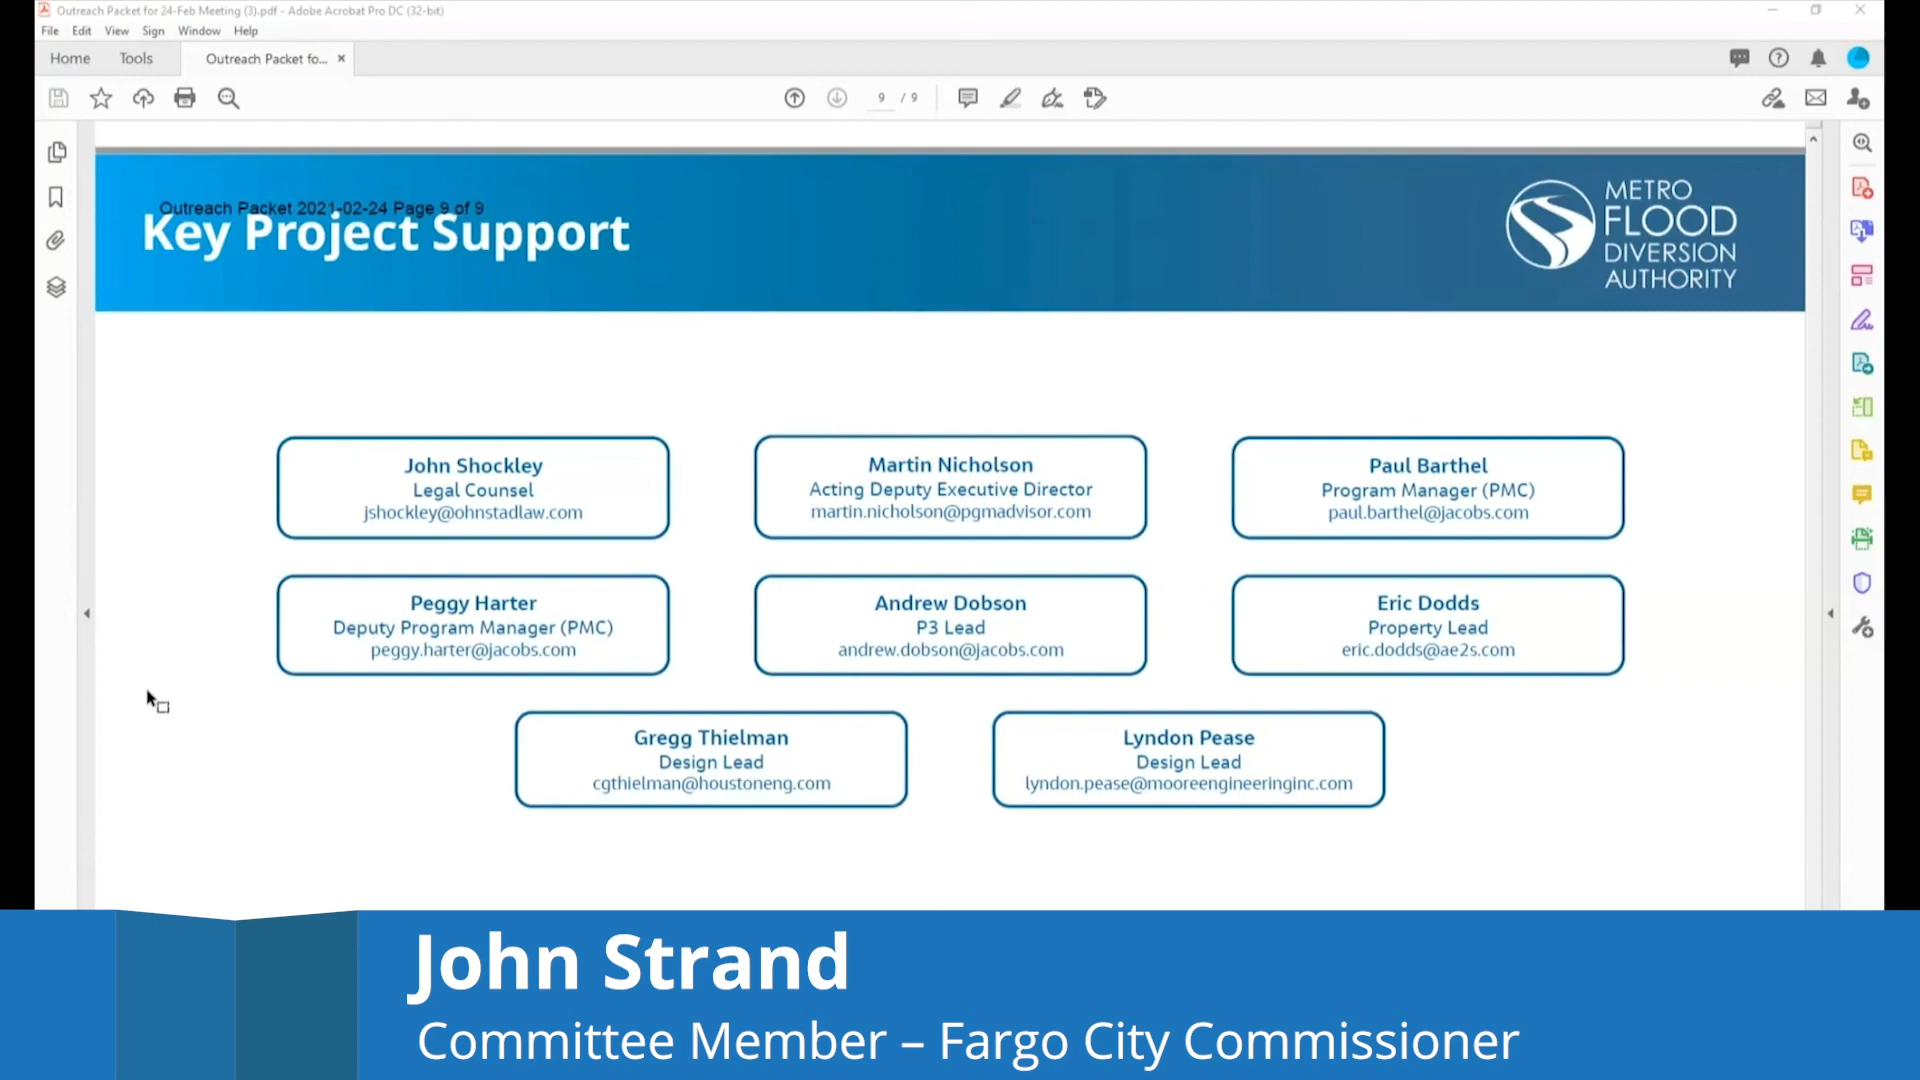 Outreach Packet for 24-Feb Meeting (3).pdf - Adobe Acrobat Pro DC (32-bit)
File Edit View Sign Window Help
Home Tools Outreach Packet fo... ×
9 / 9
Outreach Packet 2021-02-24 Page 9 of 9
Key Project Support
METRO
FLOOD
DIVERSION
AUTHORITY
John Shockley
Legal Counsel
jshockley@ohnstadlaw.com
Martin Nicholson
Acting Deputy Executive Director
martin.nicholson@pgmadvisor.com
Paul Barthel
Program Manager (PMC)
paul.barthel@jacobs.com
Peggy Harter
Deputy Program Manager (PMC)
peggy.harter@jacobs.com
Andrew Dobson
P3 Lead
andrew.dobson@jacobs.com
Eric Dodds
Property Lead
eric.dodds@ae2s.com
Gregg Thielman
Design Lead
cgthielman@houstoneng.com
Lyndon Pease
Design Lead
lyndon.pease@mooreengineeringinc.com
John Strand
Committee Member – Fargo City Commissioner